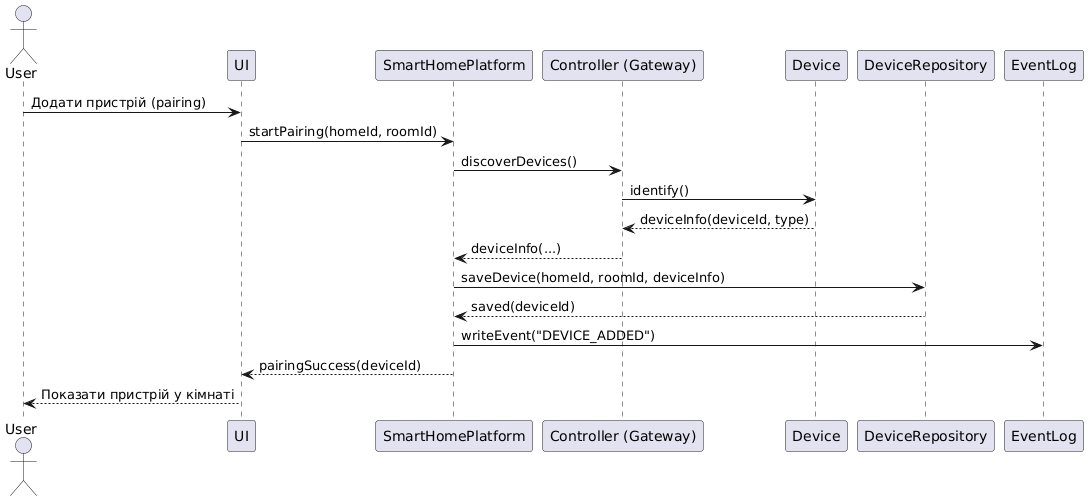 User
UI
SmartHomePlatform
Controller (Gateway)
Device
DeviceRepository
EventLog
Додати пристрій (pairing)
startPairing(homeId, roomId)
discoverDevices()
identify()
deviceInfo(deviceId, type)
deviceInfo(...)
saveDevice(homeId, roomId, deviceInfo)
saved(deviceId)
writeEvent("DEVICE_ADDED")
pairingSuccess(deviceId)
Показати пристрій у кімнаті
User
UI
SmartHomePlatform
Controller (Gateway)
Device
DeviceRepository
EventLog